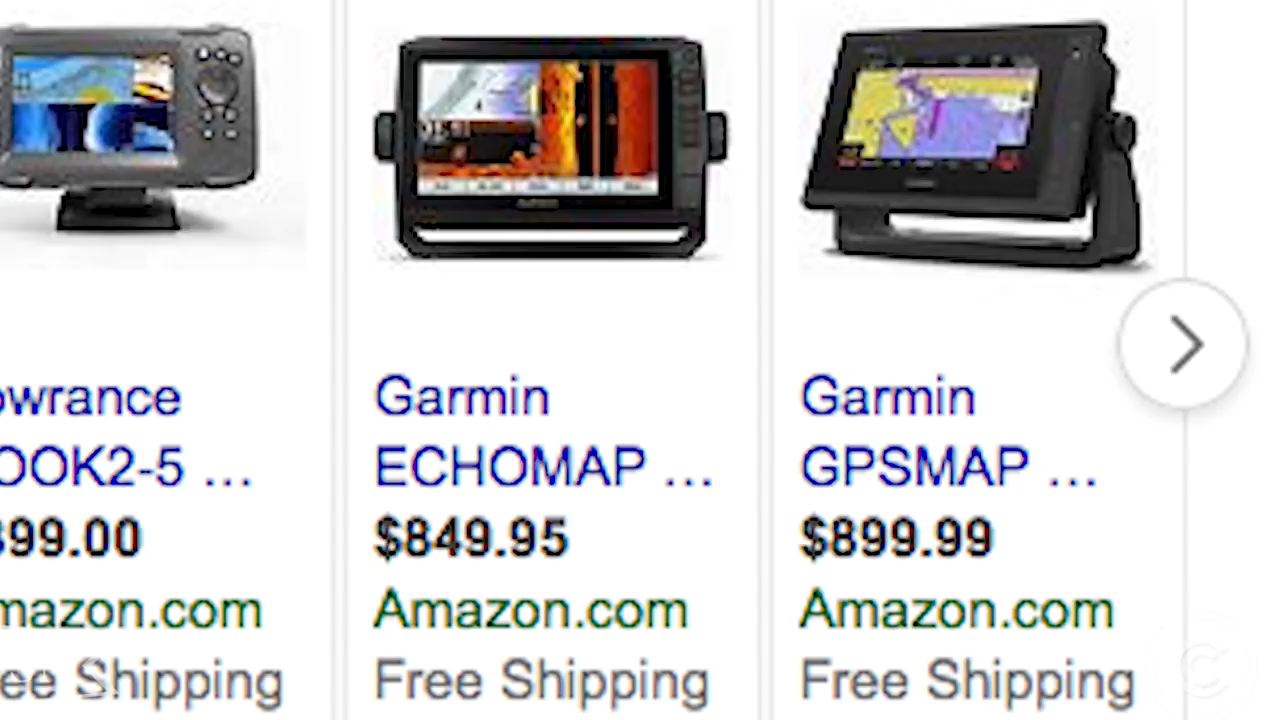 owrance
OOK2-5 ...
99.00
mazon.com
ee Shipping
Garmin
ECHOMAP ...
$849.95
Amazon.com
Free Shipping
Garmin
GPSMAP ...
$899.99
Amazon.com
Free Shipping